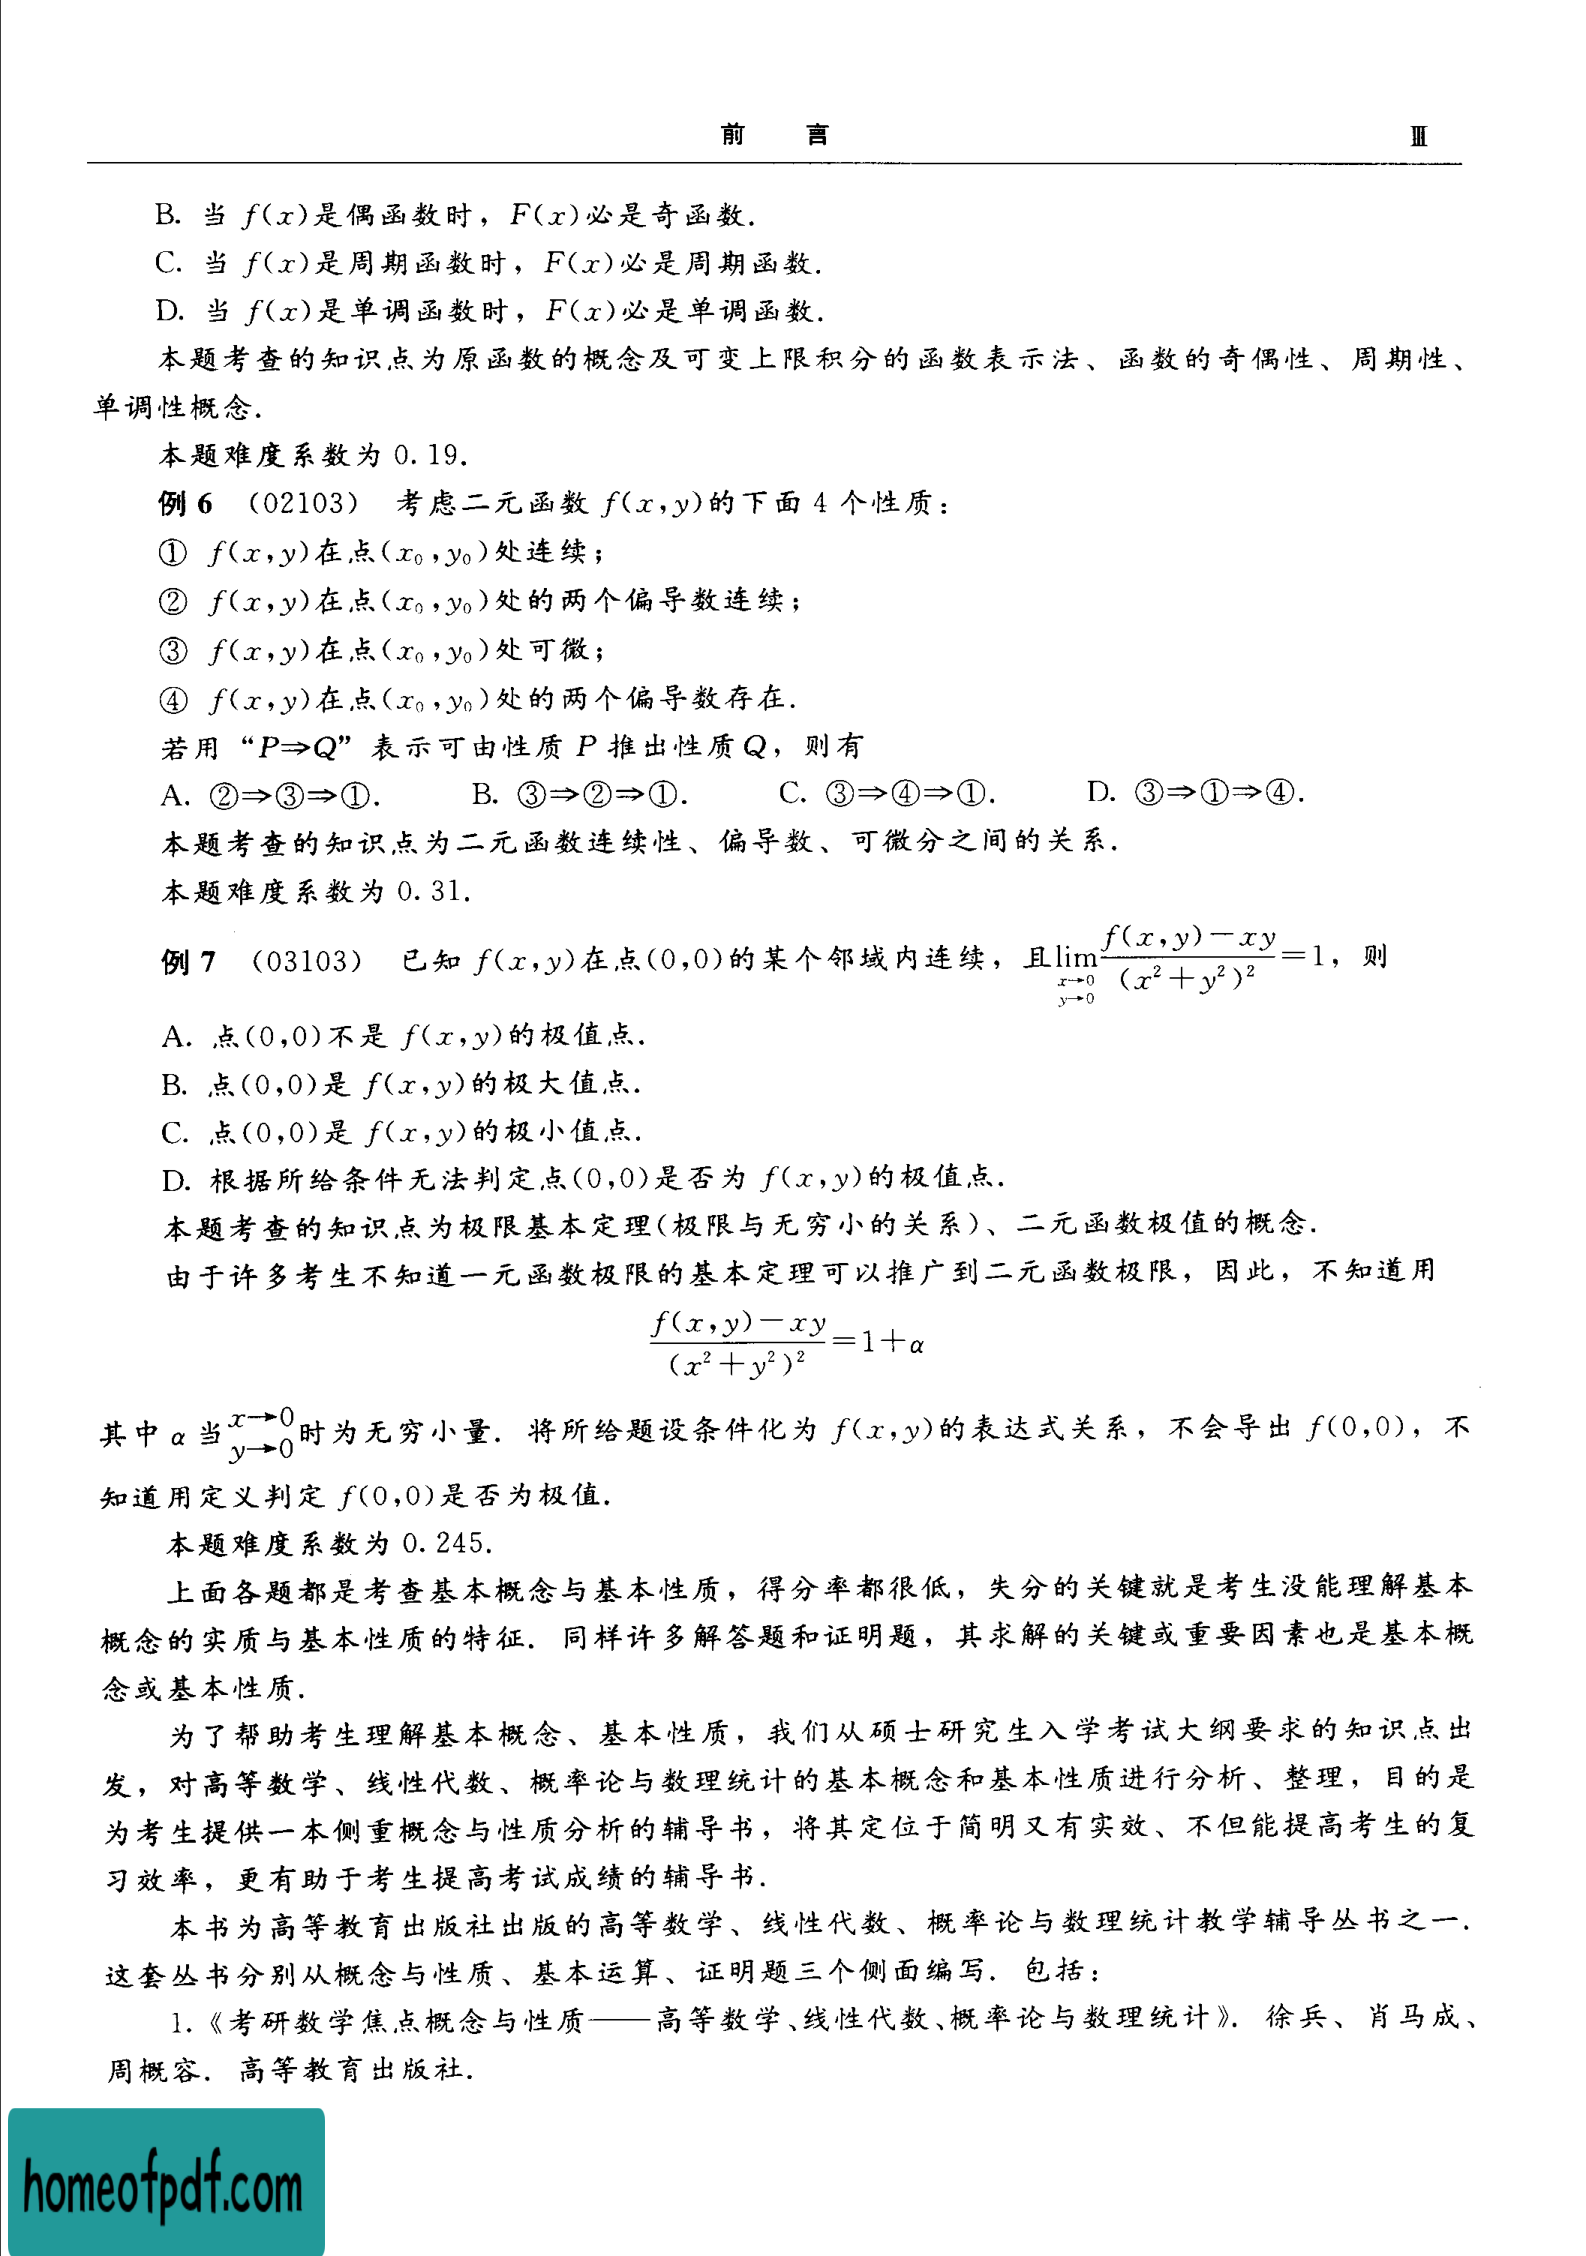 前 言 Ⅲ
B. 当 f(x)是偶函数时，F(x)必是奇函数.
C. 当 f(x)是周期函数时，F(x)必是周期函数.
D. 当 f(x)是单调函数时，F(x)必是单调函数.
本题考查的知识点为原函数的概念及可变上限积分的函数表示法、函数的奇偶性、周期性、
单调性概念.
本题难度系数为 0.19.
例 6 （02103） 考虑二元函数 f(x,y)的下面 4 个性质：
① f(x,y)在点(x₀,y₀)处连续；
② f(x,y)在点(x₀,y₀)处的两个偏导数连续；
③ f(x,y)在点(x₀,y₀)处可微；
④ f(x,y)在点(x₀,y₀)处的两个偏导数存在.
若用“P⇒Q”表示可由性质 P 推出性质 Q，则有
A. ②⇒③⇒①. B. ③⇒②⇒①. C. ③⇒④⇒①. D. ③⇒①⇒④.
本题考查的知识点为二元函数连续性、偏导数、可微分之间的关系.
本题难度系数为 0.31.
例 7 （03103） 已知 f(x,y)在点(0,0)的某个邻域内连续，且 lim_{x→0, y→0} (f(x,y)−xy)/(x²+y²)²=1，则
A. 点(0,0)不是 f(x,y)的极值点.
B. 点(0,0)是 f(x,y)的极大值点.
C. 点(0,0)是 f(x,y)的极小值点.
D. 根据所给条件无法判定点(0,0)是否为 f(x,y)的极值点.
本题考查的知识点为极限基本定理(极限与无穷小的关系)、二元函数极值的概念.
由于许多考生不知道一元函数极限的基本定理可以推广到二元函数极限，因此，不知道用
(f(x,y)−xy)/(x²+y²)²=1+α
其中 α 当 x→0 y→0 时为无穷小量. 将所给题设条件化为 f(x,y)的表达式关系，不会导出 f(0,0)，不
知道用定义判定 f(0,0)是否为极值.
本题难度系数为 0.245.
上面各题都是考查基本概念与基本性质，得分率都很低，失分的关键就是考生没能理解基本
概念的实质与基本性质的特征. 同样许多解答题和证明题，其求解的关键或重要因素也是基本概
念或基本性质.
为了帮助考生理解基本概念、基本性质，我们从硕士研究生入学考试大纲要求的知识点出
发，对高等数学、线性代数、概率论与数理统计的基本概念和基本性质进行分析、整理，目的是
为考生提供一本侧重概念与性质分析的辅导书，将其定位于简明又有实效、不但能提高考生的复
习效率，更有助于考生提高考试成绩的辅导书.
本书为高等教育出版社出版的高等数学、线性代数、概率论与数理统计教学辅导丛书之一.
这套丛书分别从概念与性质、基本运算、证明题三个侧面编写. 包括：
1.《考研数学焦点概念与性质——高等数学、线性代数、概率论与数理统计》. 徐兵、肖马成、
周概容. 高等教育出版社.
homeofpdf.com